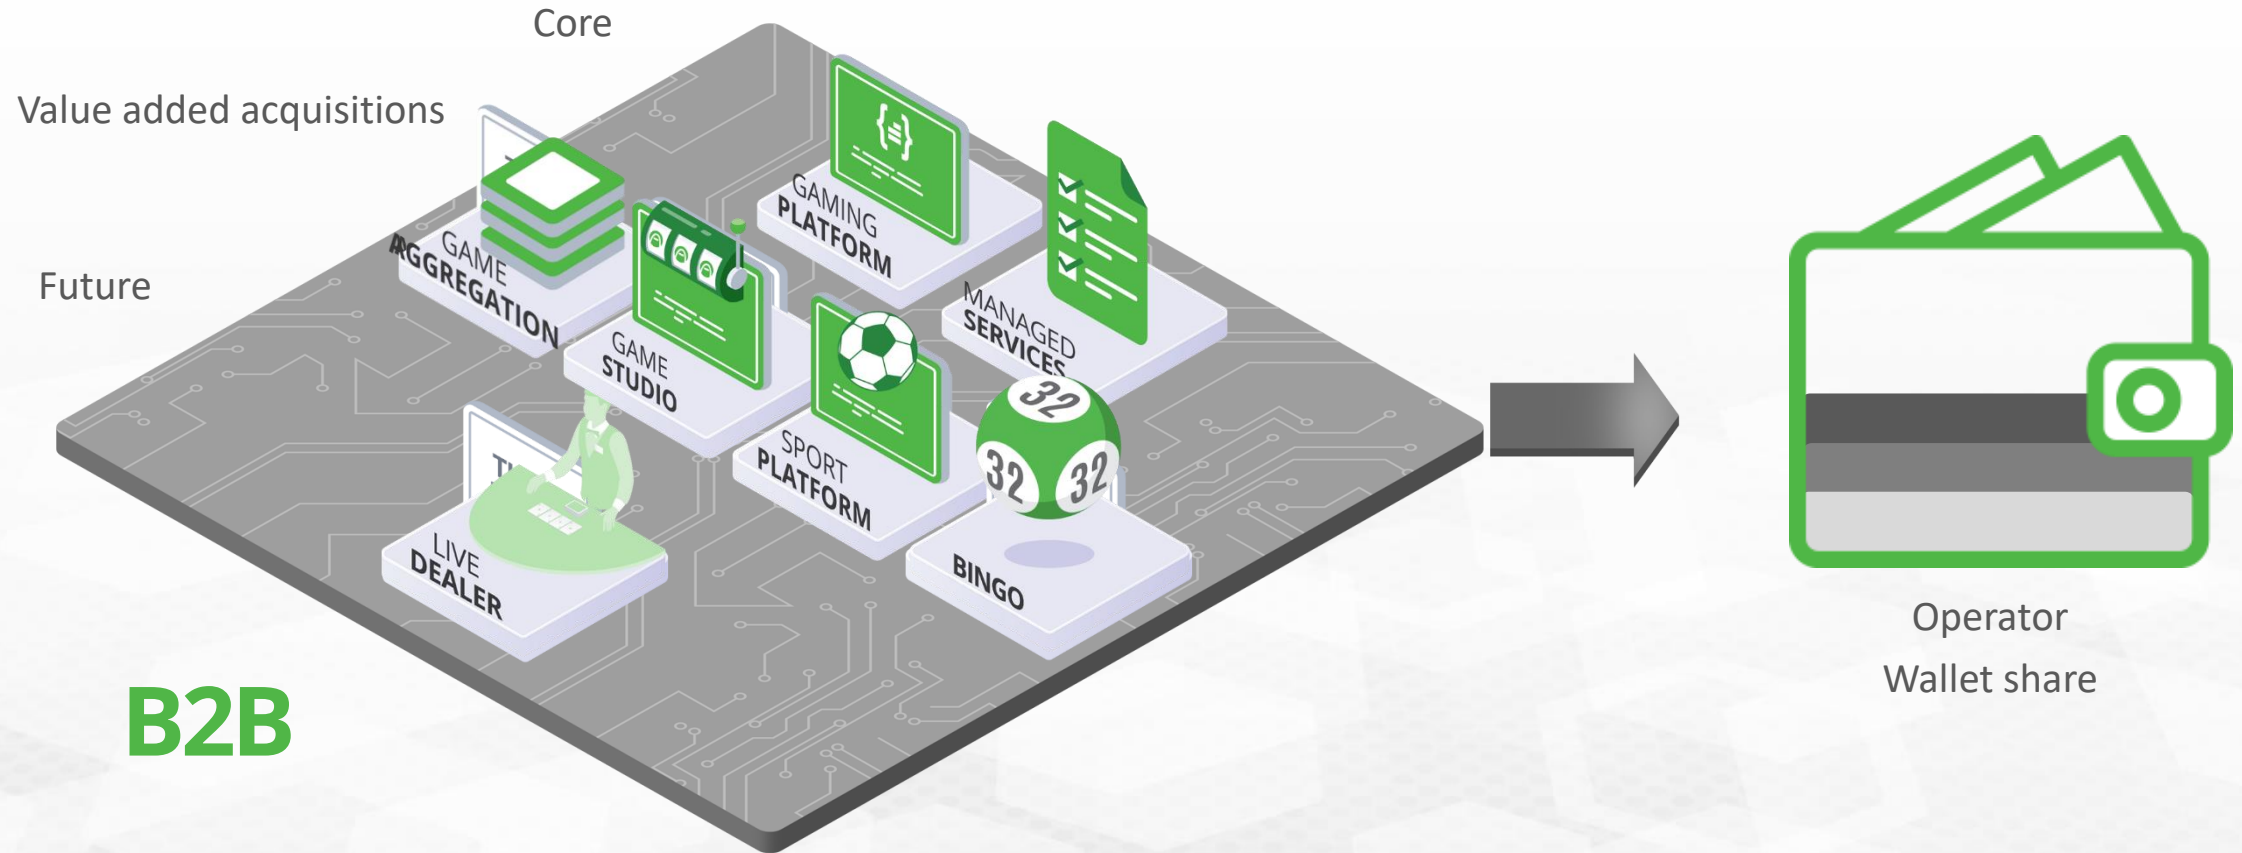 Core
Value added acquisitions
Future
GAMING
PLATFORM
GAME
AGGREGATION
MANAGED
SERVICES
GAME
STUDIO
SPORT
PLATFORM
32
32
32
LIVE
DEALER
BINGO
B2B
Operator
Wallet share